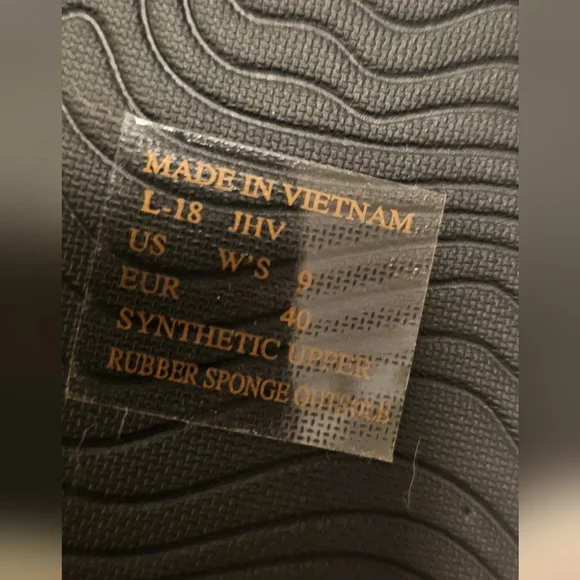 MADE IN VIETNAM
L-18 JHV
US W'S 9
EUR 40
SYNTHETIC UPPER
RUBBER SPONGE OUTSOLE